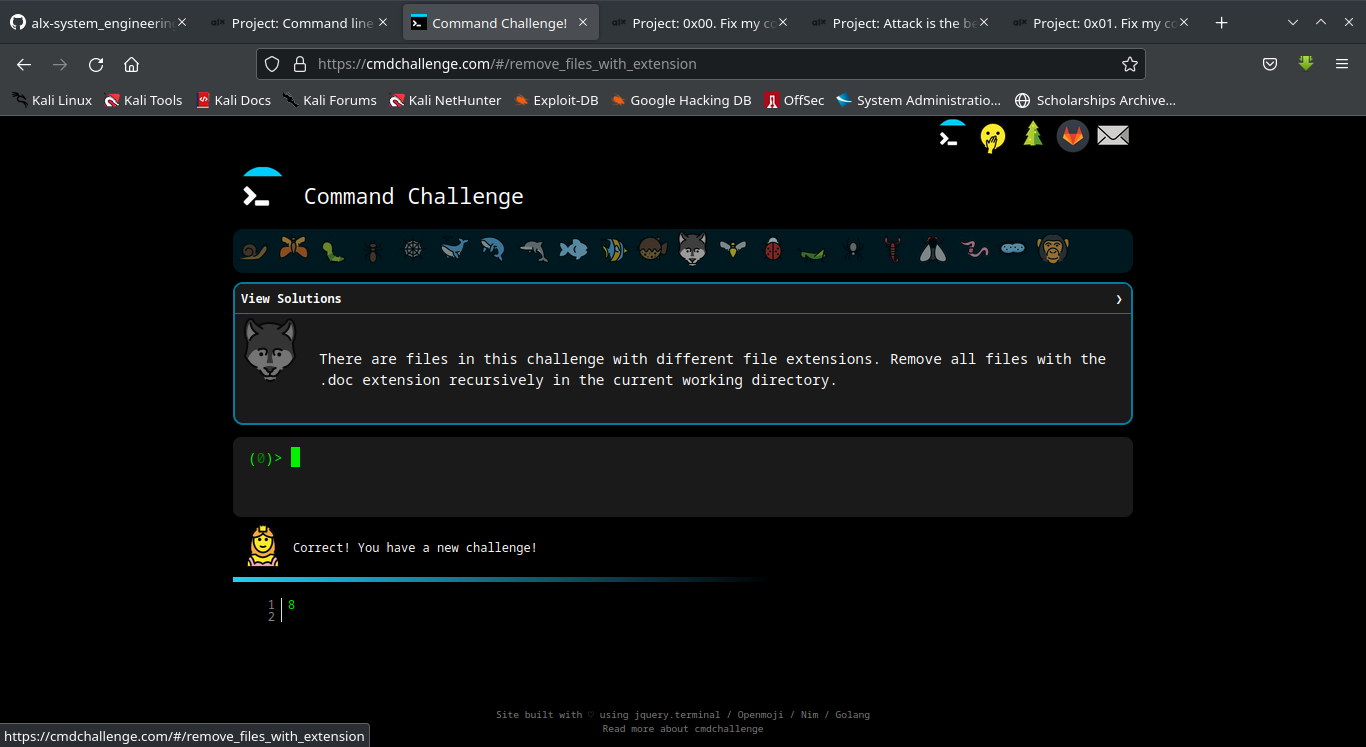 alx-system_engineerin
Project: Command line
Command Challenge!
Project: 0x00. Fix my co
Project: Attack is the be
Project: 0x01. Fix my co
https://cmdchallenge.com/#/remove_files_with_extension
Kali Linux
Kali Tools
Kali Docs
Kali Forums
Kali NetHunter
Exploit-DB
Google Hacking DB
OffSec
System Administratio...
Scholarships Archive...
Command Challenge
View Solutions
There are files in this challenge with different file extensions. Remove all files with the
.doc extension recursively in the current working directory.
(0)>
Correct! You have a new challenge!
1 8
2
Site built with ♡ using jquery.terminal / Openmoji / Nim / Golang
Read more about cmdchallenge
https://cmdchallenge.com/#/remove_files_with_extension